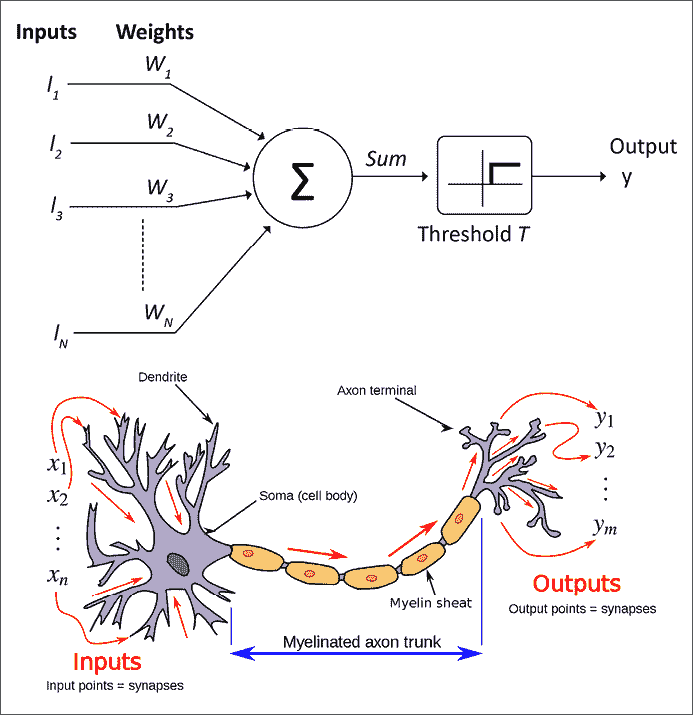 Inputs Weights
I1 W1
I2 W2
I3 W3
IN WN
Σ
Sum
Threshold T
Output
y
Dendrite
Axon terminal
x1
x2
⋮
xn
Soma (cell body)
y1
y2
⋮
ym
Myelin sheat
Outputs
Output points = synapses
Myelinated axon trunk
Inputs
Input points = synapses